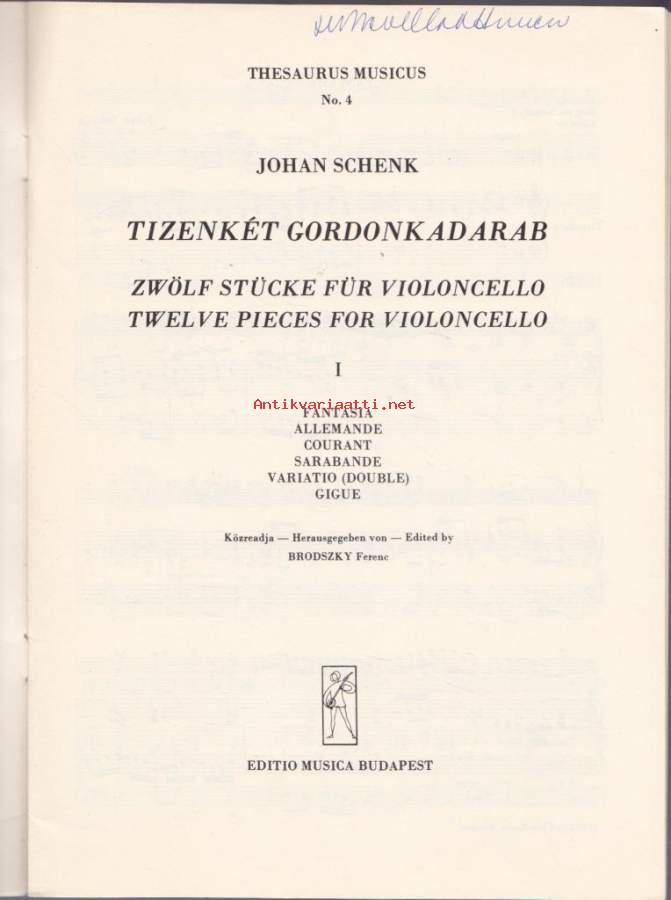 THESAURUS MUSICUS
No. 4
JOHAN SCHENK
TIZENKÉT GORDONKADARAB
ZWÖLF STÜCKE FÜR VIOLONCELLO
TWELVE PIECES FOR VIOLONCELLO
I
Antikvariaatti.net
FANTASIA
ALLEMANDE
COURANT
SARABANDE
VARIATIO (DOUBLE)
GIGUE
Közreadja — Herausgegeben von — Edited by
BRODSZKY Ferenc
EDITIO MUSICA BUDAPEST